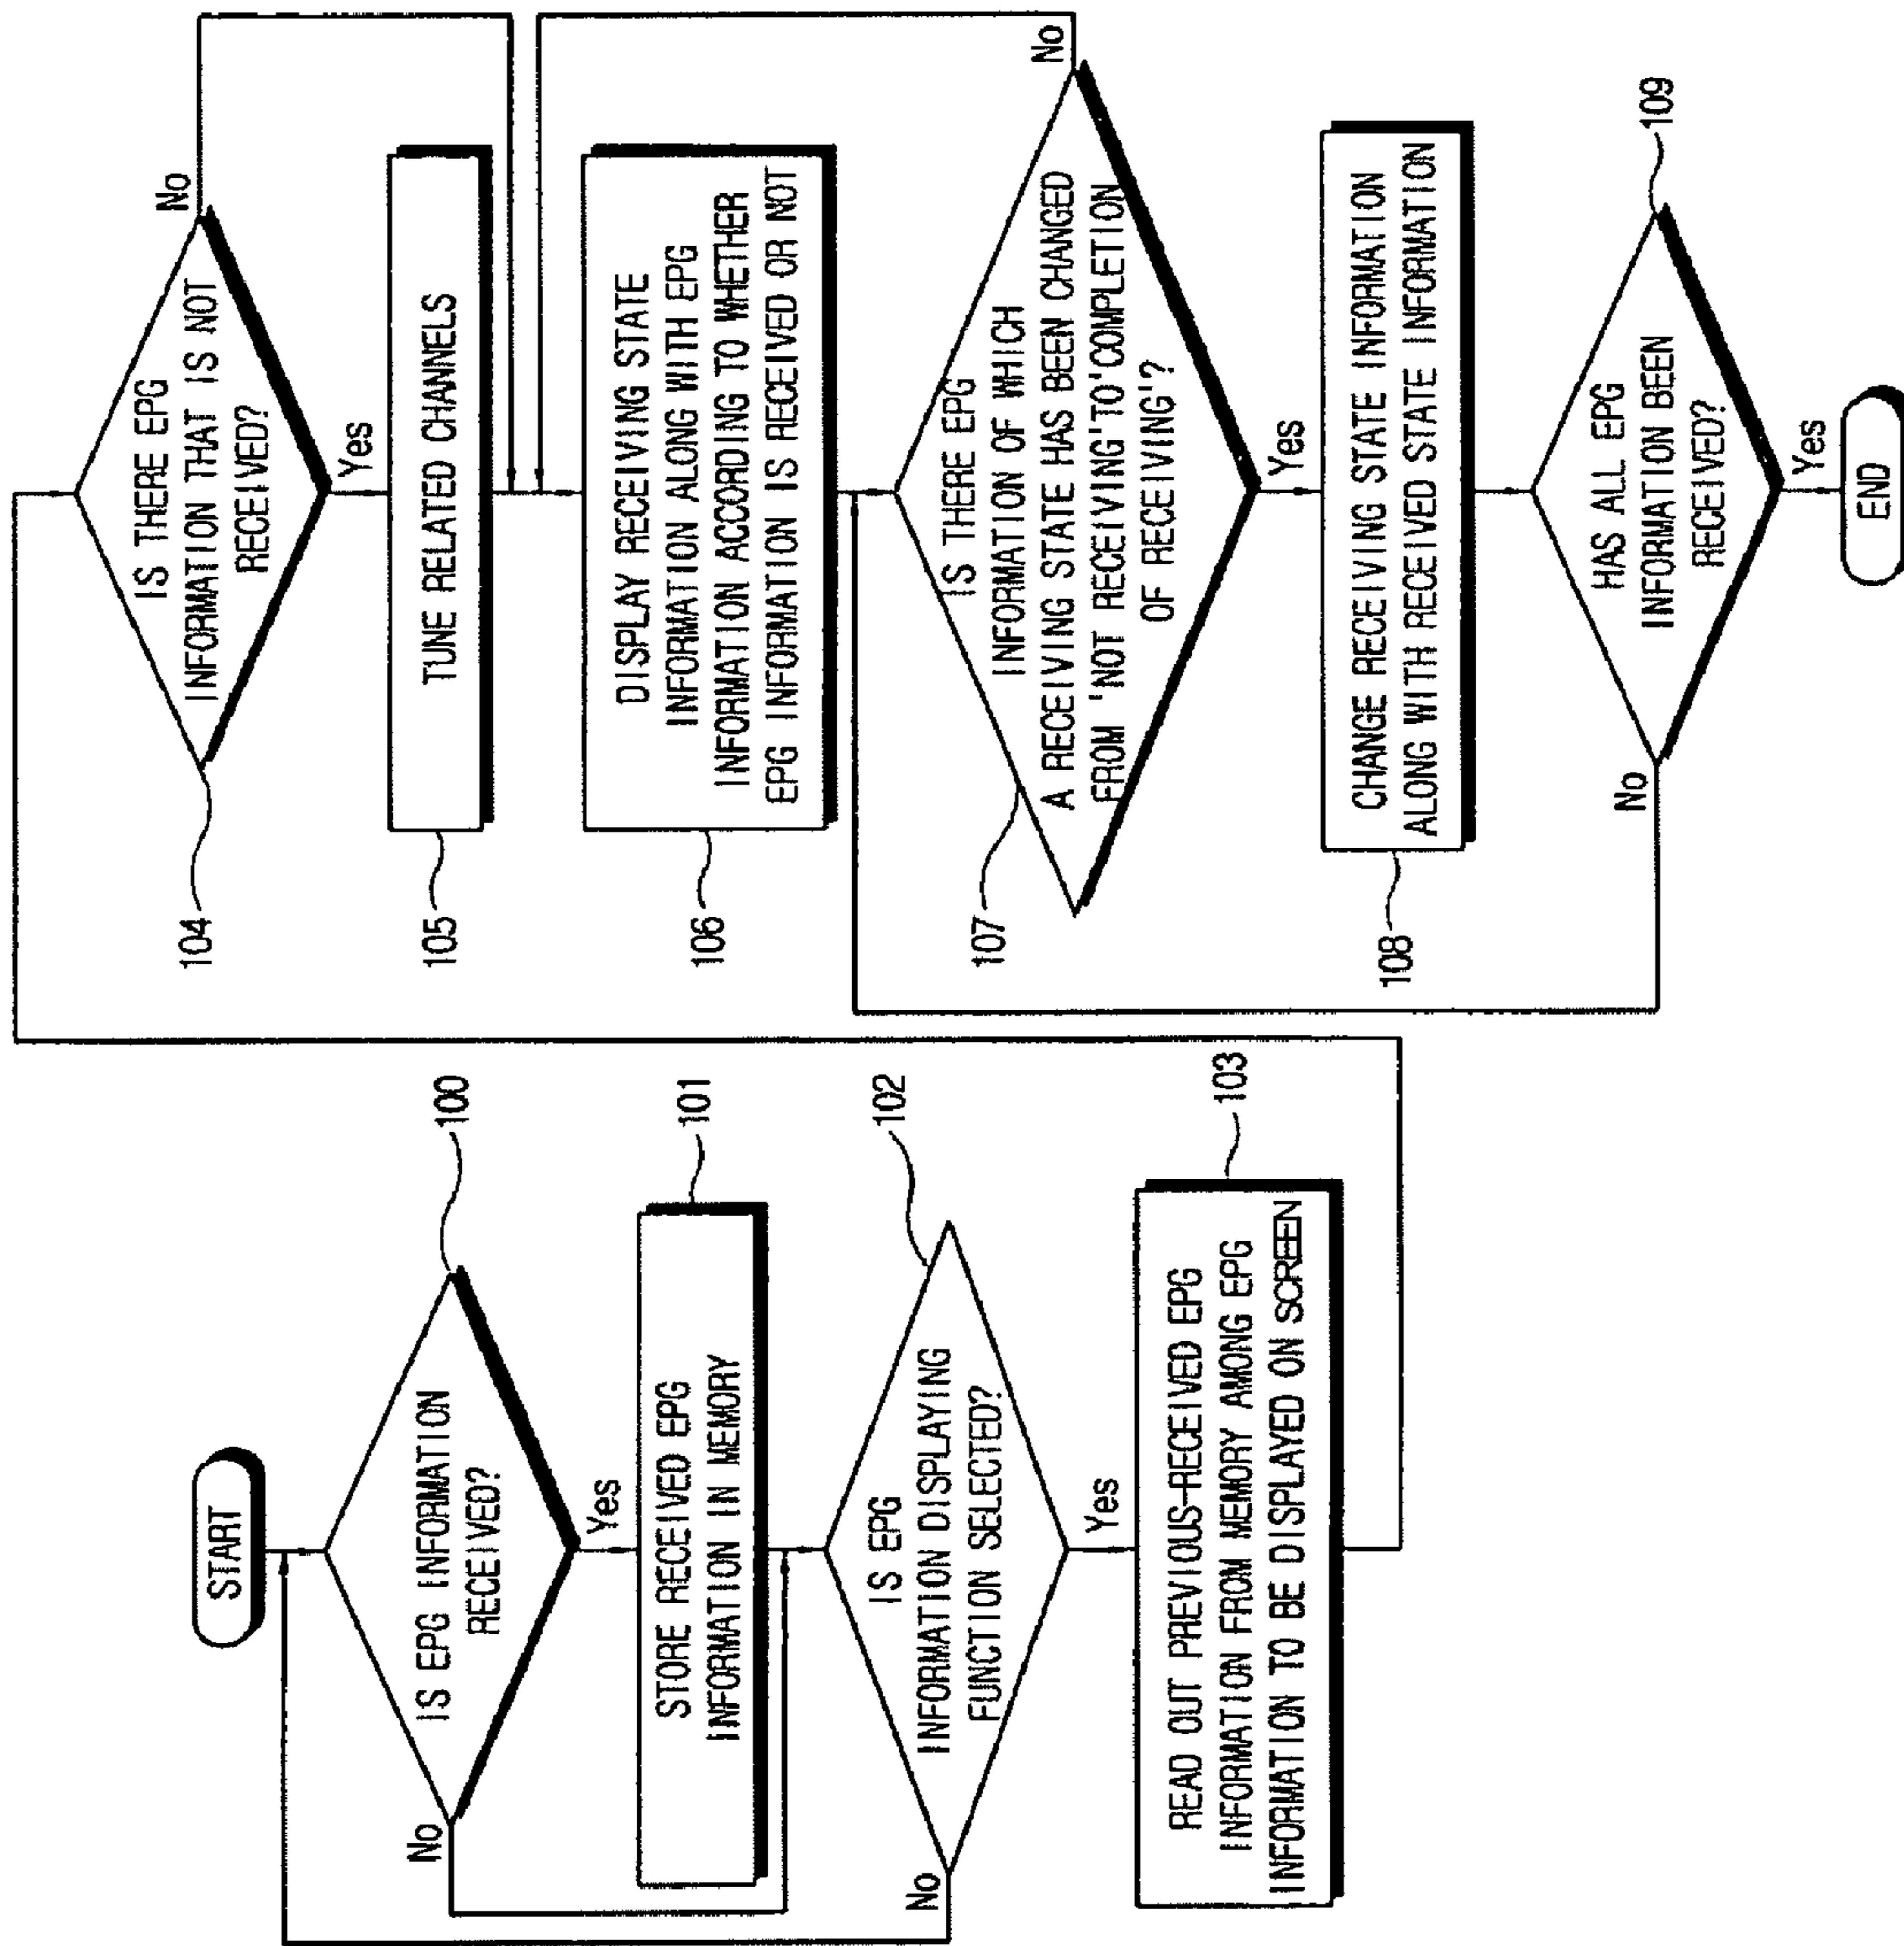 START
IS EPG INFORMATION
RECEIVED?
100
No
Yes
STORE RECEIVED EPG
INFORMATION IN MEMORY
101
IS EPG
INFORMATION DISPLAYING
FUNCTION SELECTED?
102
No
Yes
READ OUT PREVIOUS-RECEIVED EPG
INFORMATION FROM MEMORY AMONG EPG
INFORMATION TO BE DISPLAYED ON SCREEN
103
IS THERE EPG
INFORMATION THAT IS NOT
RECEIVED?
104
No
Yes
TUNE RELATED CHANNELS
105
DISPLAY RECEIVING STATE
INFORMATION ALONG WITH EPG
INFORMATION ACCORDING TO WHETHER
EPG INFORMATION IS RECEIVED OR NOT
106
IS THERE EPG
INFORMATION OF WHICH
A RECEIVING STATE HAS BEEN CHANGED
FROM 'NOT RECEIVING'TO'COMPLETION
OF RECEIVING'?
107
No
Yes
CHANGE RECEIVING STATE INFORMATION
ALONG WITH RECEIVED STATE INFORMATION
108
HAS ALL EPG
INFORMATION BEEN
RECEIVED?
109
No
Yes
END